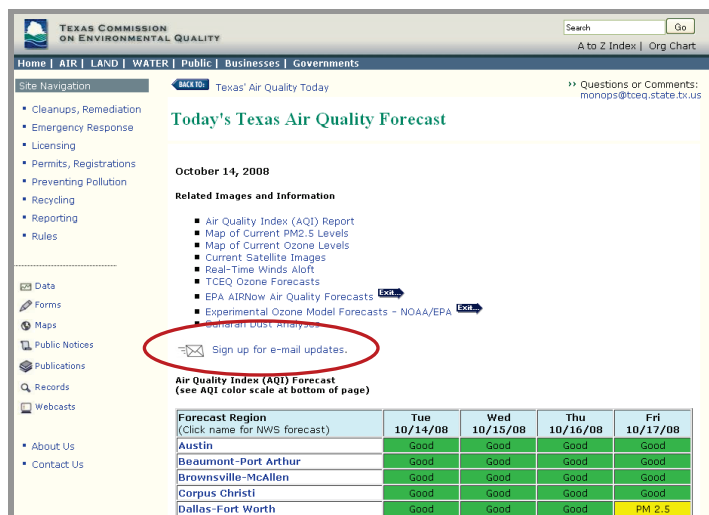 TEXAS COMMISSION
ON ENVIRONMENTAL QUALITY
Search Go
A to Z Index | Org Chart
Home | AIR | LAND | WATER | Public | Businesses | Governments
Site Navigation
Cleanups, Remediation
Emergency Response
Licensing
Permits, Registrations
Preventing Pollution
Recycling
Reporting
Rules
Data
Forms
Maps
Public Notices
Publications
Records
Webcasts
About Us
Contact Us
BACK TO: Texas' Air Quality Today
›› Questions or Comments:
monops@tceq.state.tx.us
Today's Texas Air Quality Forecast
October 14, 2008
Related Images and Information
Air Quality Index (AQI) Report
Map of Current PM2.5 Levels
Map of Current Ozone Levels
Current Satellite Images
Real-Time Winds Aloft
TCEQ Ozone Forecasts
EPA AIRNow Air Quality Forecasts Exit...
Experimental Ozone Model Forecasts - NOAA/EPA Exit...
Saharan Dust Analyses
Sign up for e-mail updates.
Air Quality Index (AQI) Forecast
(see AQI color scale at bottom of page)
Forecast Region Tue Wed Thu Fri
(Click name for NWS forecast) 10/14/08 10/15/08 10/16/08 10/17/08
Austin Good Good Good Good
Beaumont-Port Arthur Good Good Good Good
Brownsville-McAllen Good Good Good Good
Corpus Christi Good Good Good Good
Dallas-Fort Worth Good Good Good PM 2.5